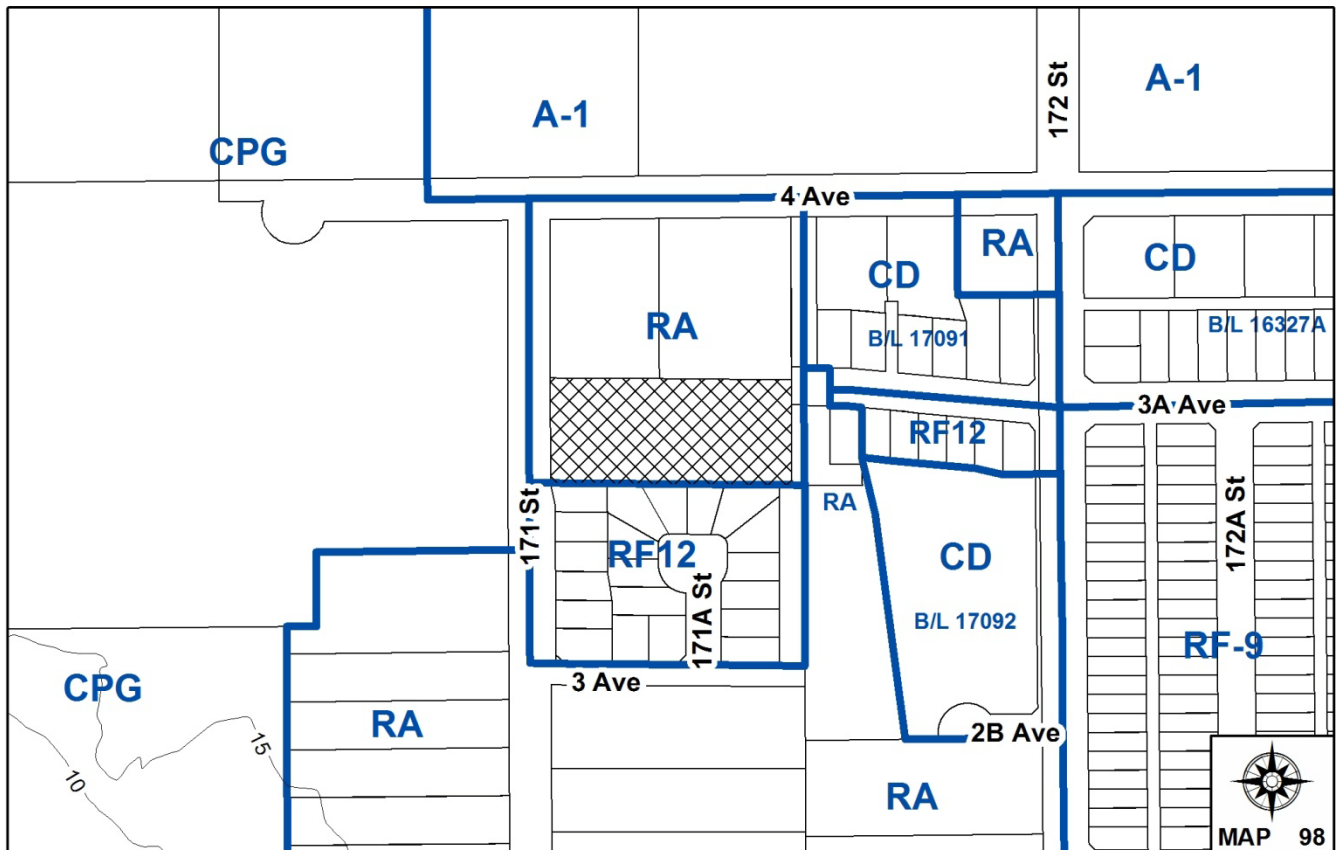 172 St
A-1
A-1
CPG
4 Ave
RA
CD
CD
RA
B/L 17091
B/L 16327A
3A Ave
RF12
RA
171 St
172A St
RF12
CD
171A St
B/L 17092
RF-9
3 Ave
CPG
RA
15
2B Ave
10
RA
MAP 98